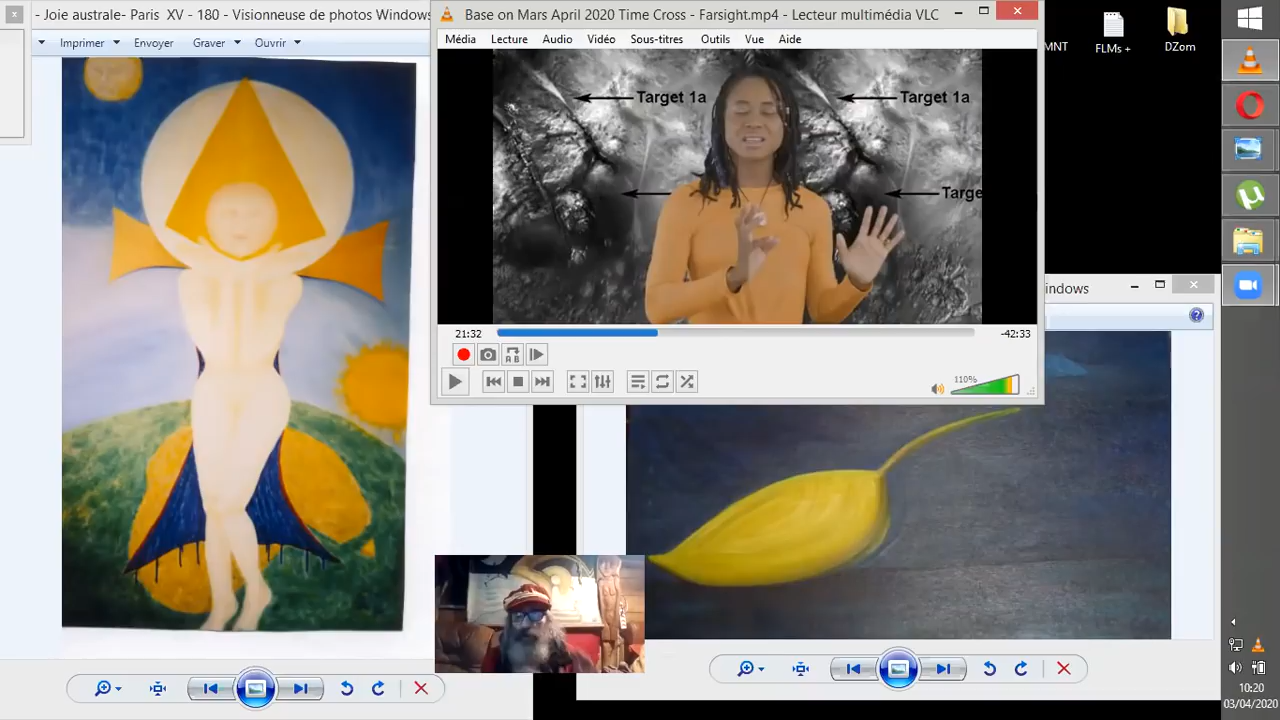 - Joie australe- Paris XV - 180 - Visionneuse de photos Windows
Imprimer Envoyer Graver Ouvrir
Base on Mars April 2020 Time Cross - Farsight.mp4 - Lecteur multimédia VLC
Média Lecture Audio Vidéo Sous-titres Outils Vue Aide
Target 1a
Target 1a
Targe
21:32
-42:33
110%
MNT
FLMs +
DZom
indows
10:20
03/04/2020